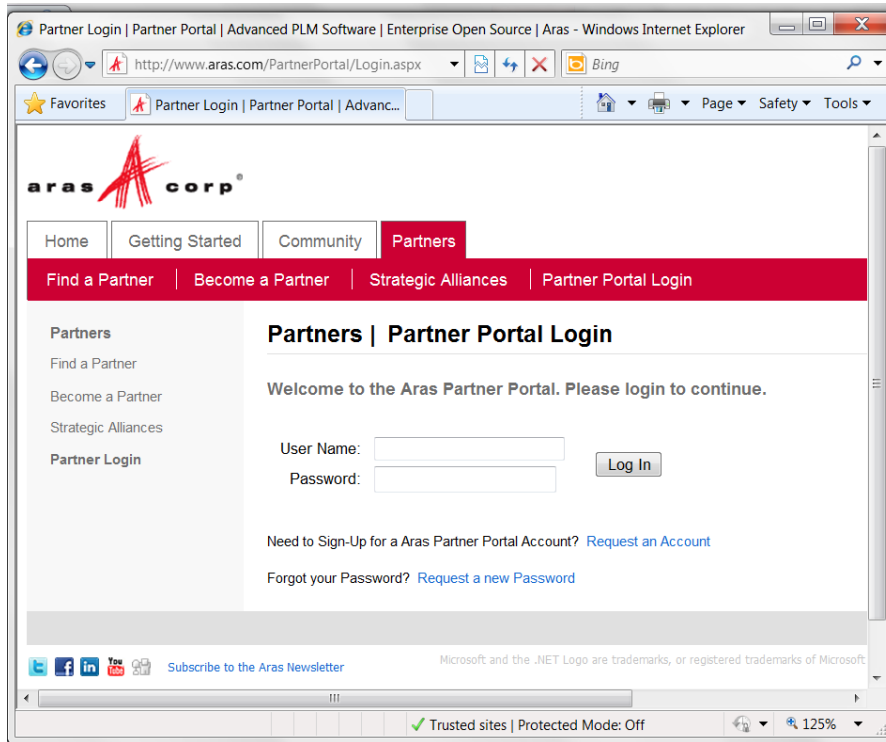 Partner Login | Partner Portal | Advanced PLM Software | Enterprise Open Source | Aras - Windows Internet Explorer
http://www.aras.com/PartnerPortal/Login.aspx
Bing
Favorites
Partner Login | Partner Portal | Advanc...
Page
Safety
Tools
aras corp®
Home
Getting Started
Community
Partners
Find a Partner
Become a Partner
Strategic Alliances
Partner Portal Login
Partners
Find a Partner
Become a Partner
Strategic Alliances
Partner Login
Partners | Partner Portal Login
Welcome to the Aras Partner Portal. Please login to continue.
User Name:
Password:
Log In
Need to Sign-Up for a Aras Partner Portal Account? Request an Account
Forgot your Password? Request a new Password
You Tube
Subscribe to the Aras Newsletter
Microsoft and the .NET Logo are trademarks, or registered trademarks of Microsoft
Trusted sites | Protected Mode: Off
125%